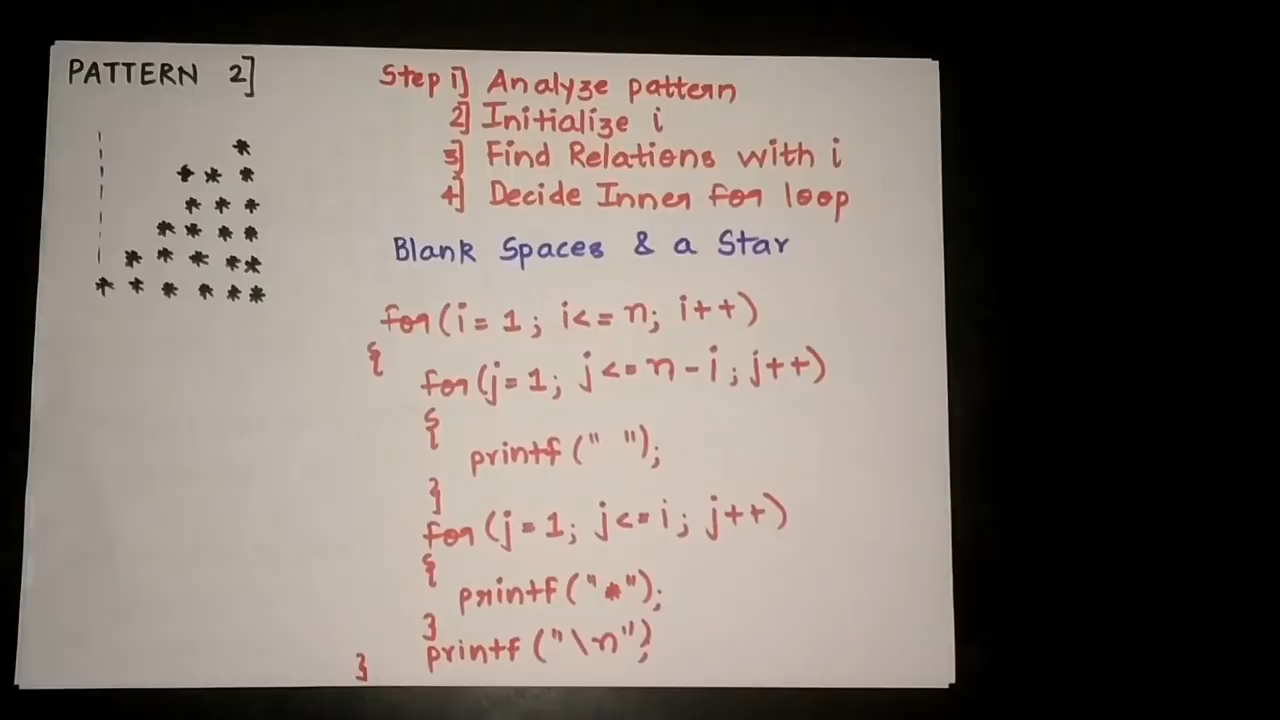 PATTERN 2]
*
* * *
* * *
* * * *
* * * * *
* * * * * *
Step 1] Analyze pattern
2] Initialize i
3] Find Relations with i
4] Decide Inner for loop
Blank Spaces & a Star
for(i = 1; i<=n; i++)
{
for(j=1; j<=n-i; j++)
{
printf(" ");
}
for(j=1; j<=i; j++)
{
printf("*");
}
printf("\n");
}